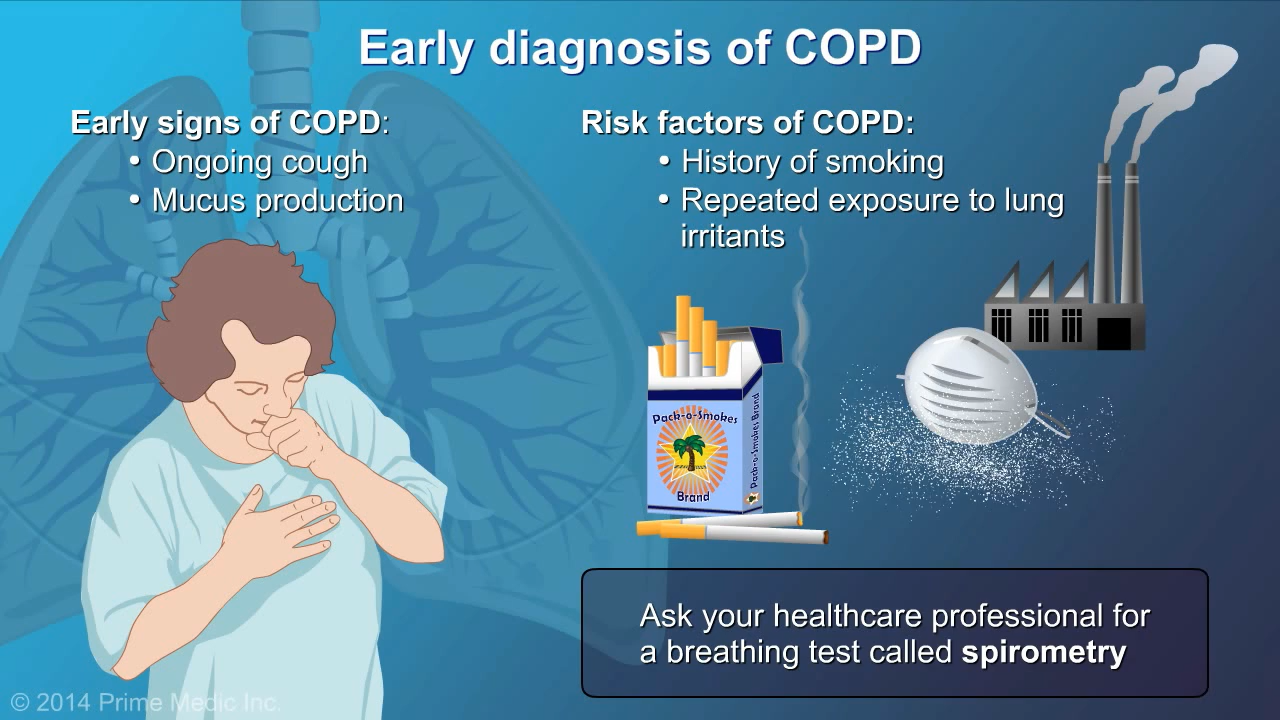 Early diagnosis of COPD
Early signs of COPD:
• Ongoing cough
• Mucus production
Risk factors of COPD:
• History of smoking
• Repeated exposure to lung
irritants
Pack-o-Smokes
Brand
Pack-o-Smokes Brand
Ask your healthcare professional for
a breathing test called spirometry
© 2014 Prime Medic Inc.